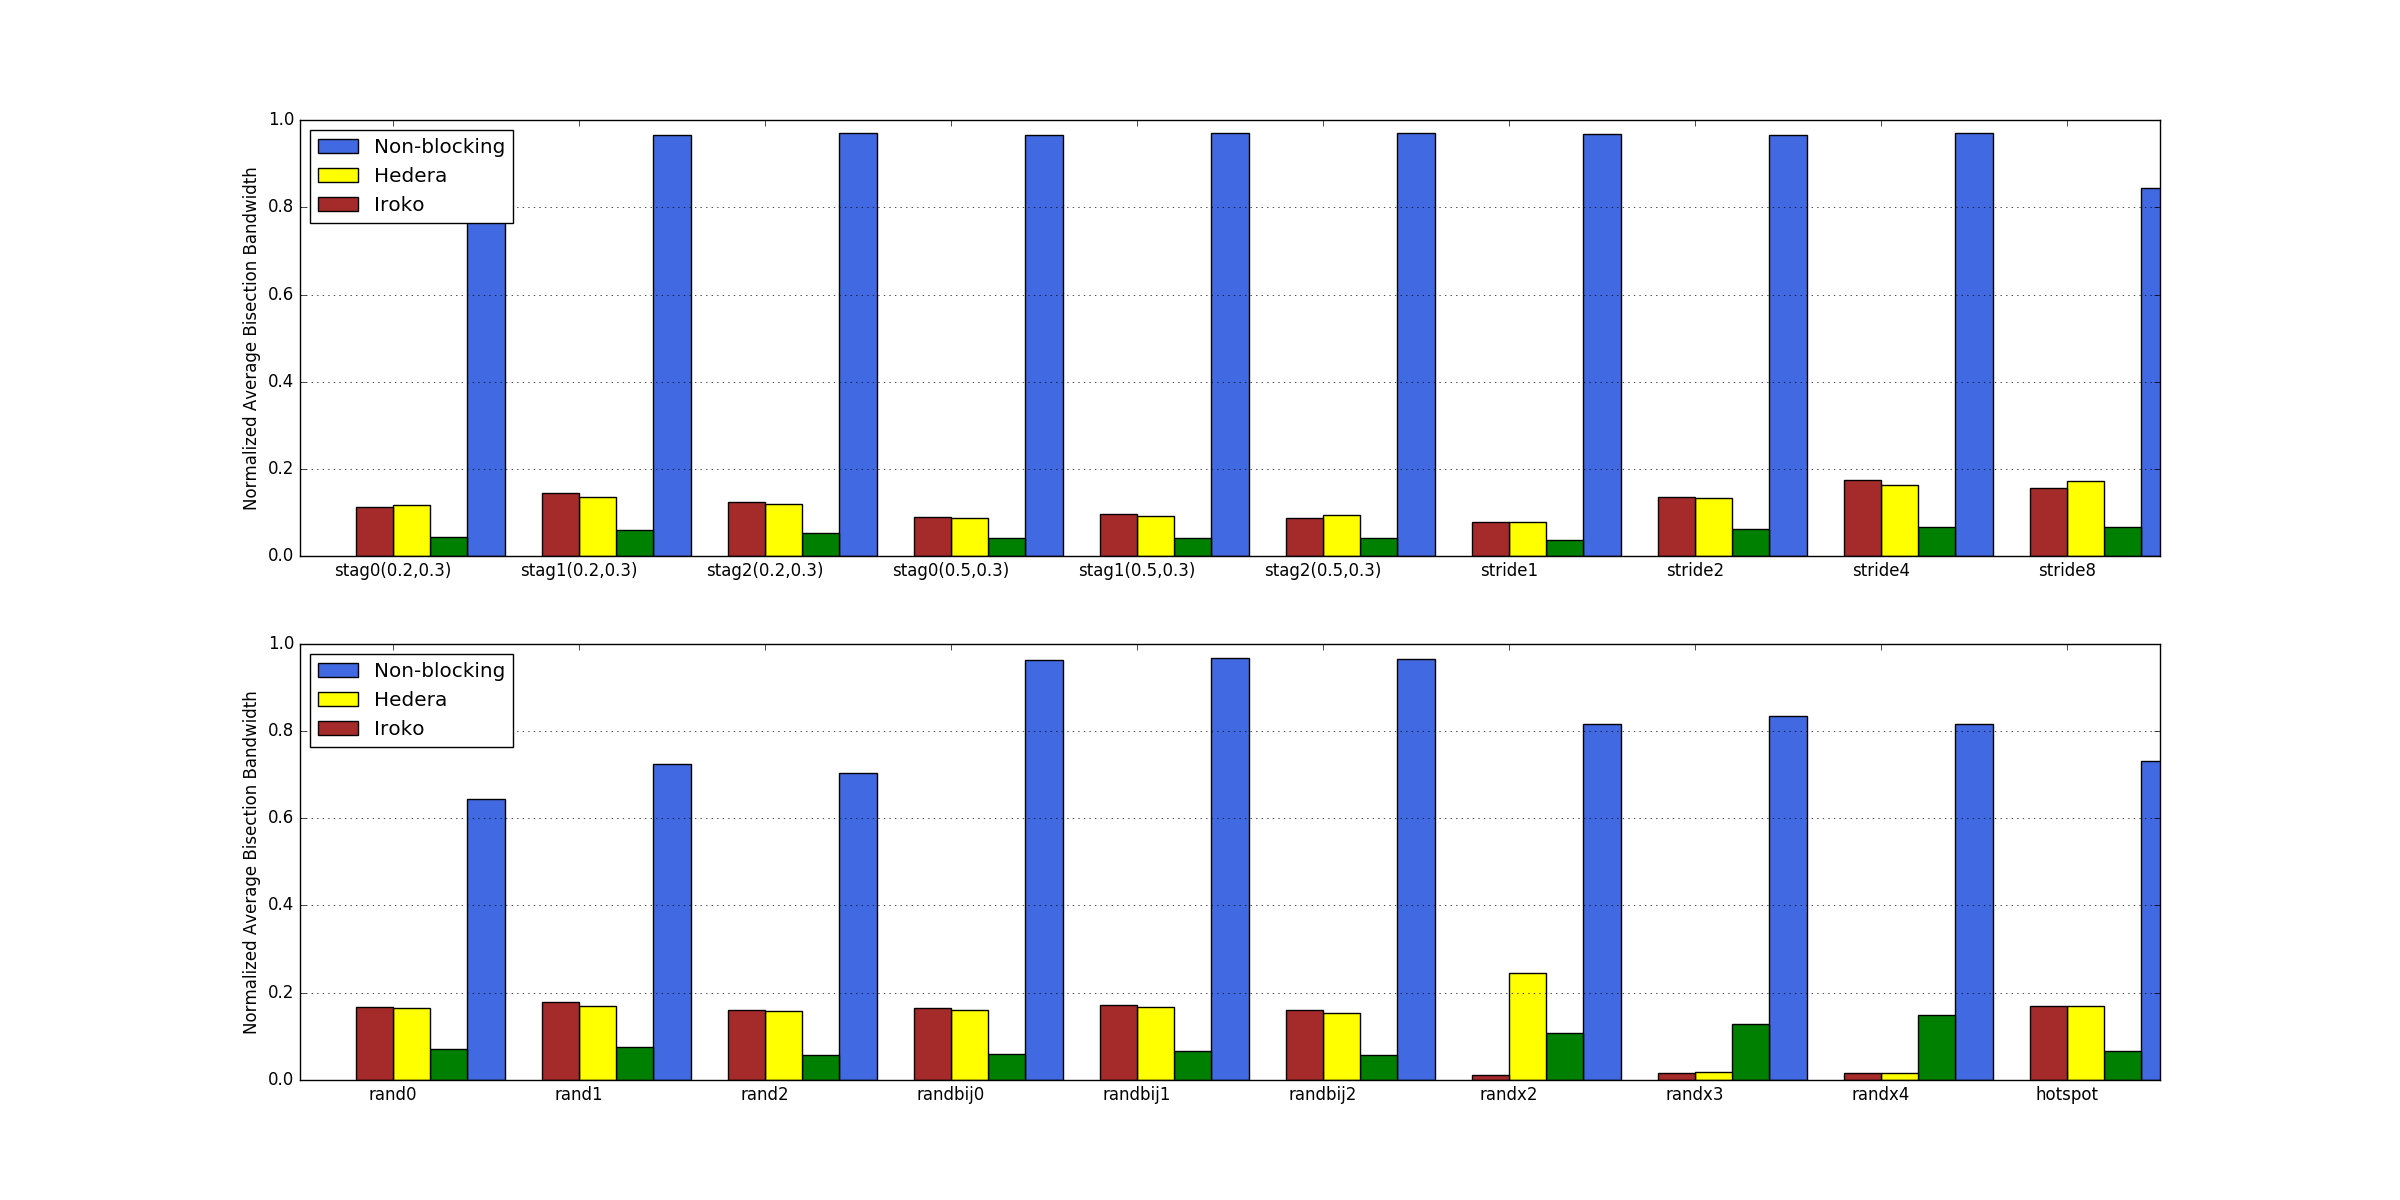 1.0
0.8
0.6
0.4
0.2
0.0
Normalized Average Bisection Bandwidth
Non-blocking
Hedera
Iroko
stag0(0.2,0.3) stag1(0.2,0.3) stag2(0.2,0.3) stag0(0.5,0.3) stag1(0.5,0.3) stag2(0.5,0.3) stride1 stride2 stride4 stride8
1.0
0.8
0.6
0.4
0.2
0.0
Normalized Average Bisection Bandwidth
Non-blocking
Hedera
Iroko
rand0 rand1 rand2 randbij0 randbij1 randbij2 randx2 randx3 randx4 hotspot